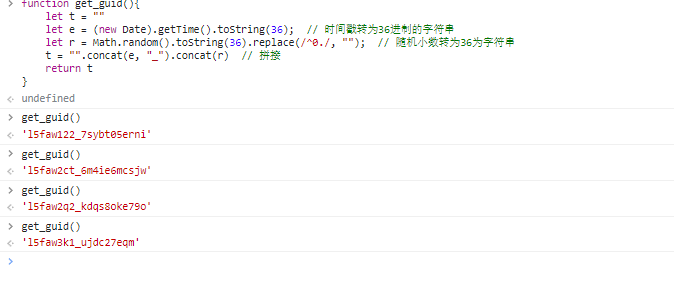 function get_guid(){
let t = ""
let e = (new Date).getTime().toString(36);  // 时间戳转为36进制的字符串
let r = Math.random().toString(36).replace(/^0./, "");  // 随机小数转为36为字符串
t = "".concat(e, "_").concat(r)  // 拼接
return t
}
undefined
get_guid()
'l5faw122_7sybt05erni'
get_guid()
'l5faw2ct_6m4ie6mcsjw'
get_guid()
'l5faw2q2_kdqs8oke79o'
get_guid()
'l5faw3k1_ujdc27eqm'